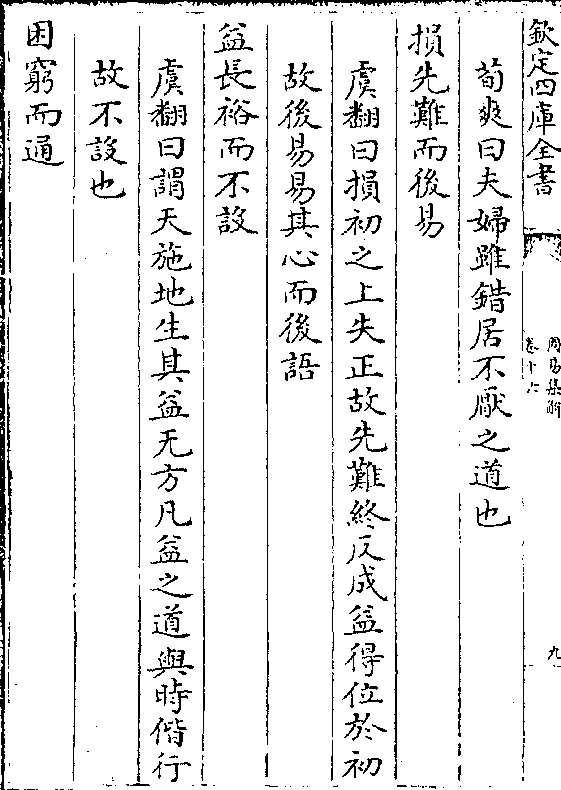 欽定四庫全書
周易集解
卷十六
九
荀爽曰夫婦雖錯居不厭之道也
損先難而後易
虞翻曰損初之上失正故先難終反成益得位於初
故後易易其心而後語
益長裕而不設
虞翻曰謂天施地生其益无方凡益之道與時偕行
故不設也
困窮而通